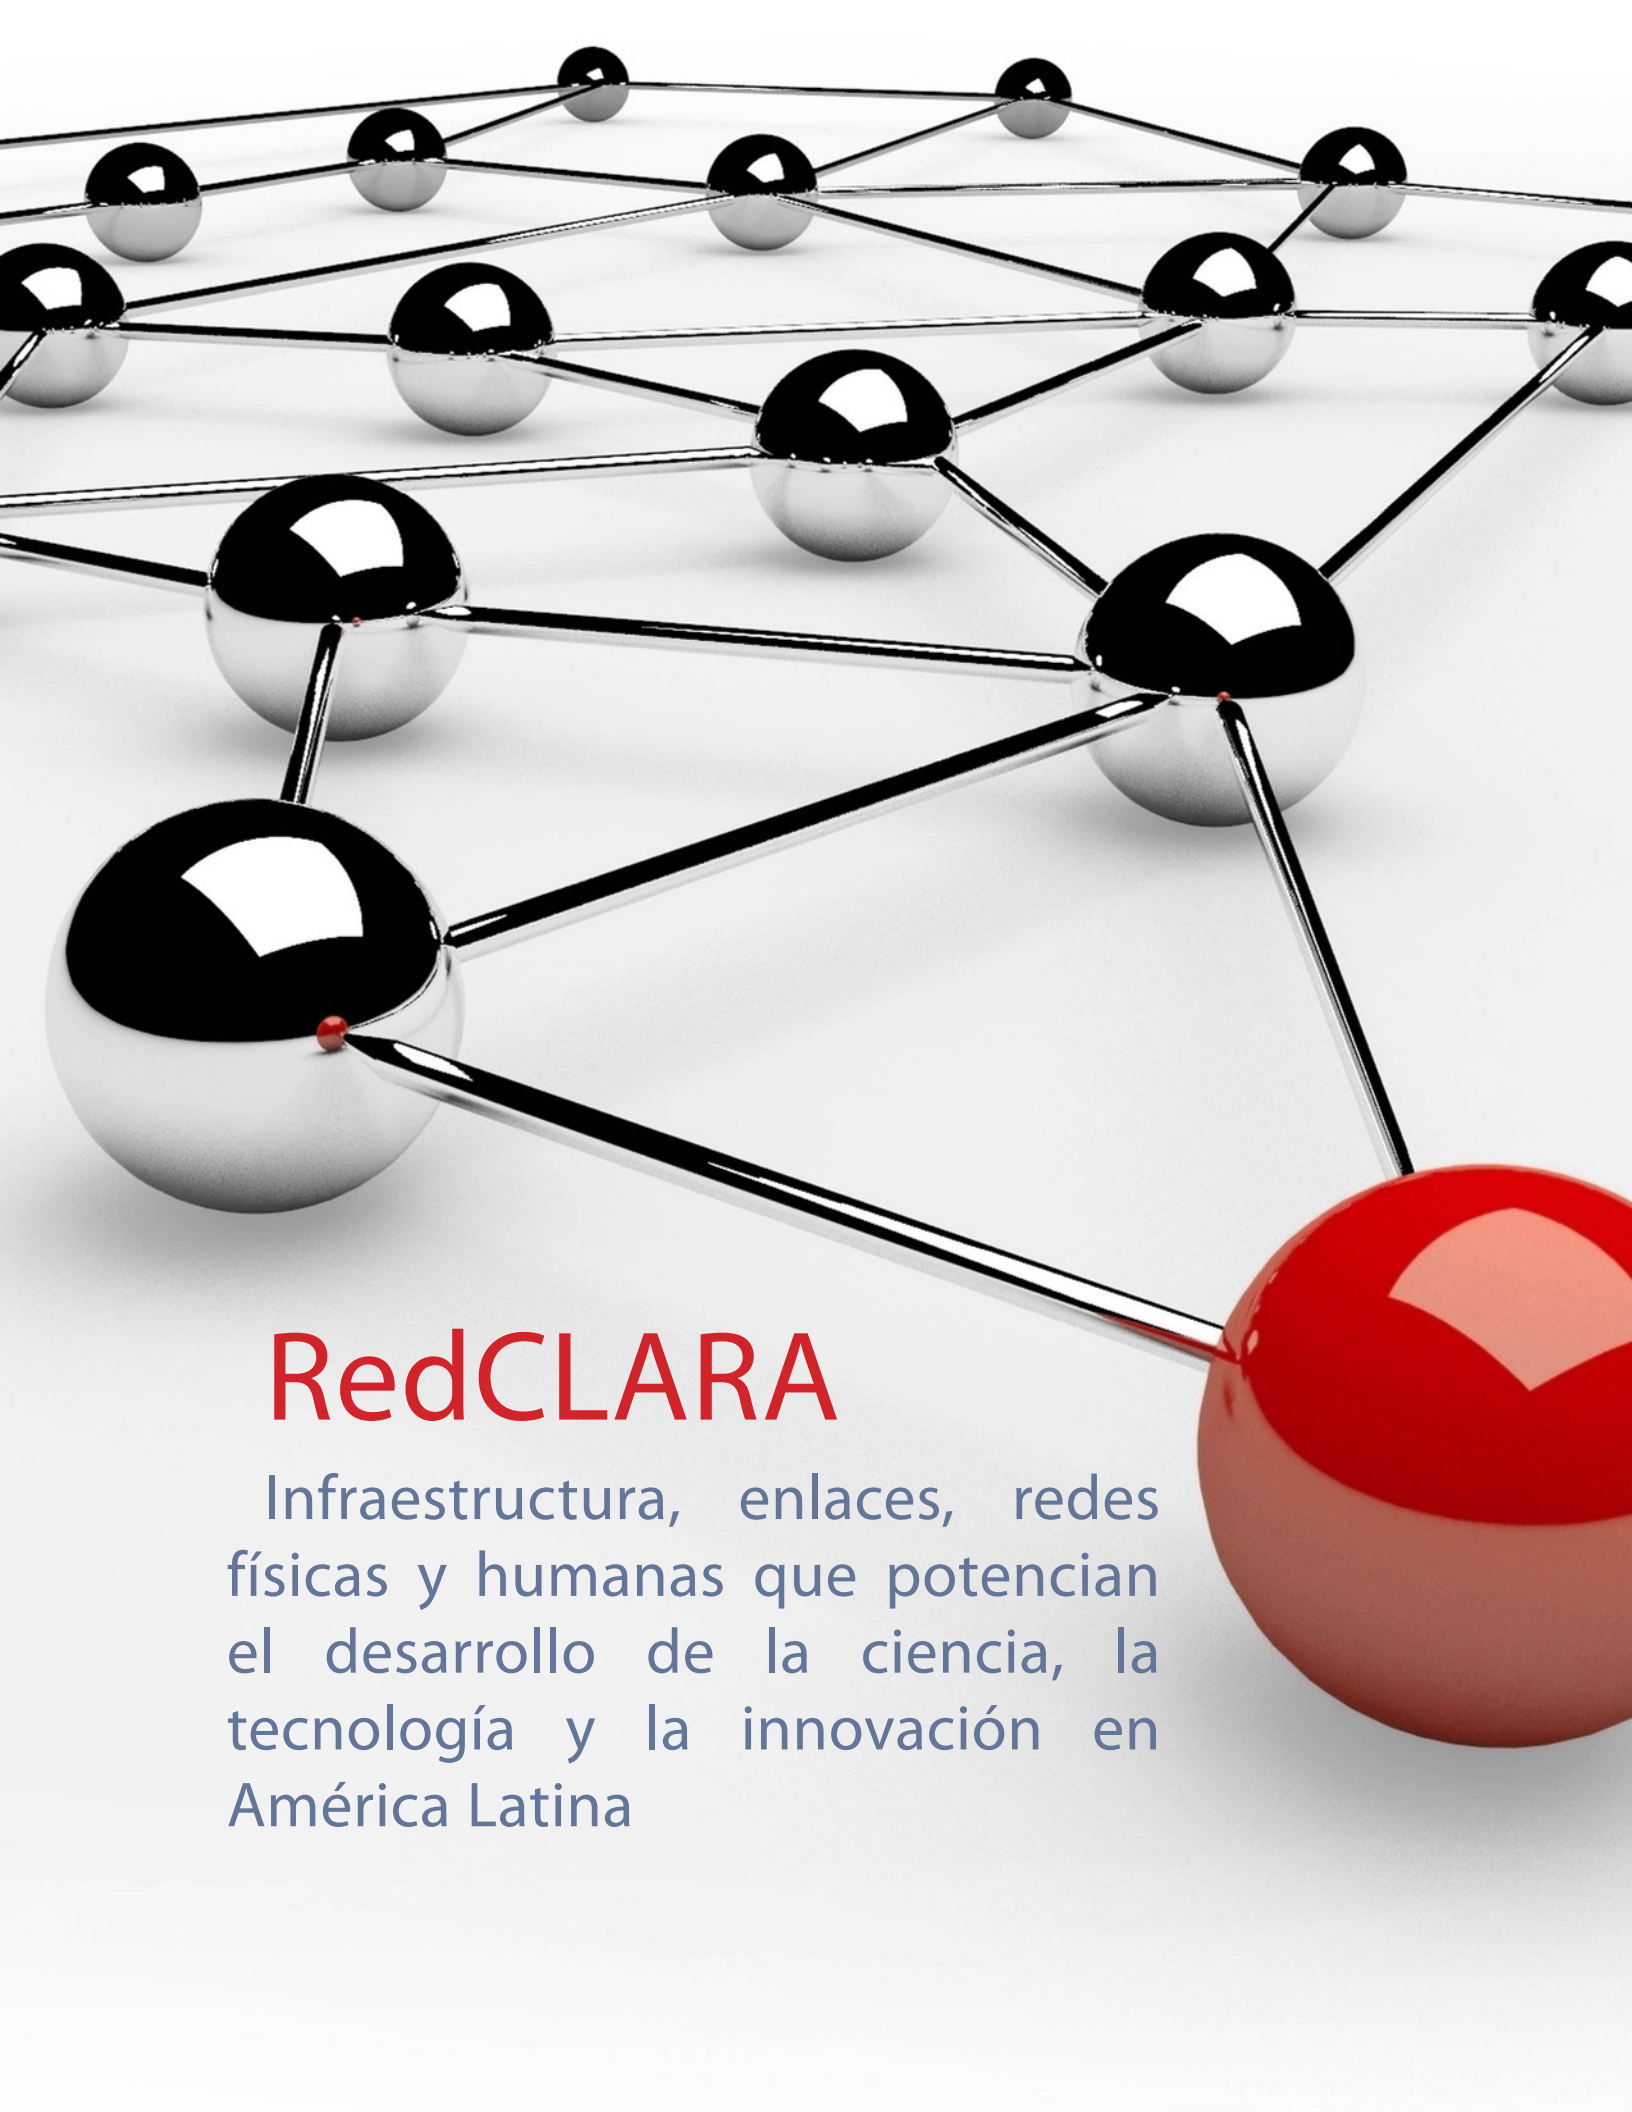 RedCLARA
Infraestructura, enlaces, redes
físicas y humanas que potencian
el desarrollo de la ciencia, la
tecnología y la innovación en
América Latina